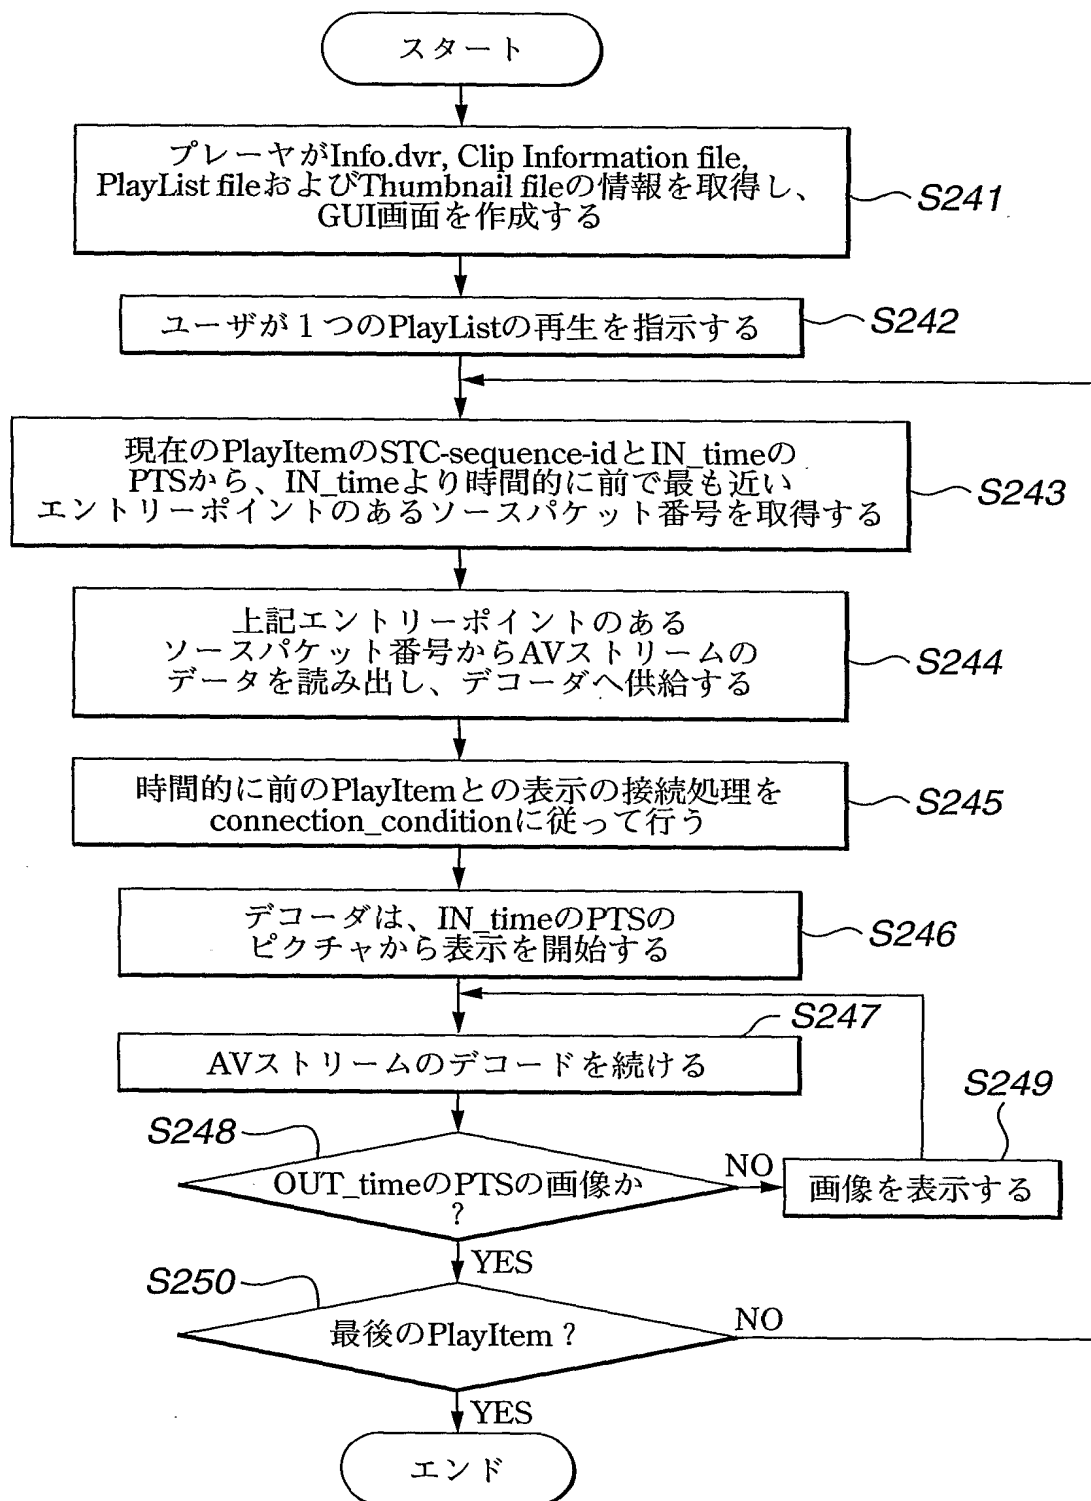 スタート
プレーヤがInfo.dvr, Clip Information file,
PlayList fileおよびThumbnail fileの情報を取得し、
GUI画面を作成する
S241
ユーザが１つのPlayListの再生を指示する
S242
現在のPlayItemのSTC-sequence-idとIN_timeの
PTSから、IN_timeより時間的に前で最も近い
エントリーポイントのあるソースパケット番号を取得する
S243
上記エントリーポイントのある
ソースパケット番号からAVストリームの
データを読み出し、デコーダへ供給する
S244
時間的に前のPlayItemとの表示の接続処理を
connection_conditionに従って行う
S245
デコーダは、IN_timeのPTSの
ピクチャから表示を開始する
S246
S247
AVストリームのデコードを続ける
S248
OUT_timeのPTSの画像か
？
NO
S249
画像を表示する
YES
S250
最後のPlayItem？
NO
YES
エンド